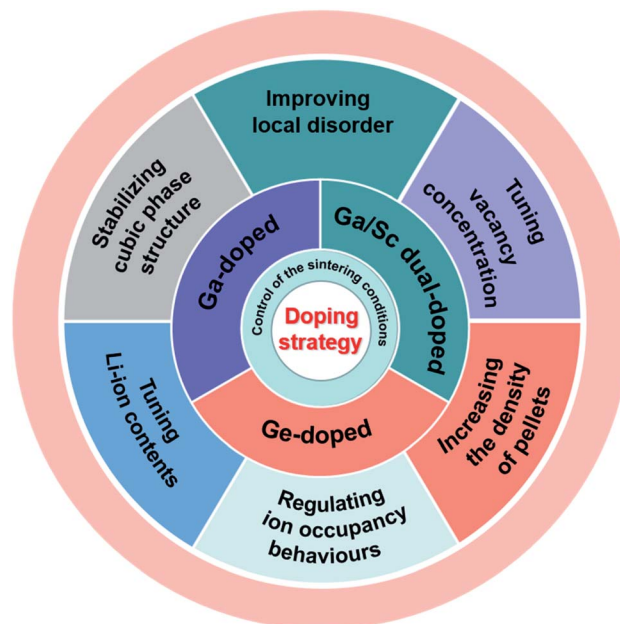 Improving
local disorder
Tuning
vacancy
concentration
Increasing
the density
of pellets
Regulating
ion occupancy
behaviours
Tuning
Li-ion contents
Stabilizing
cubic phase
structure
Ga-doped
Ga/Sc dual-doped
Ge-doped
Control of the sintering conditions
Doping
strategy